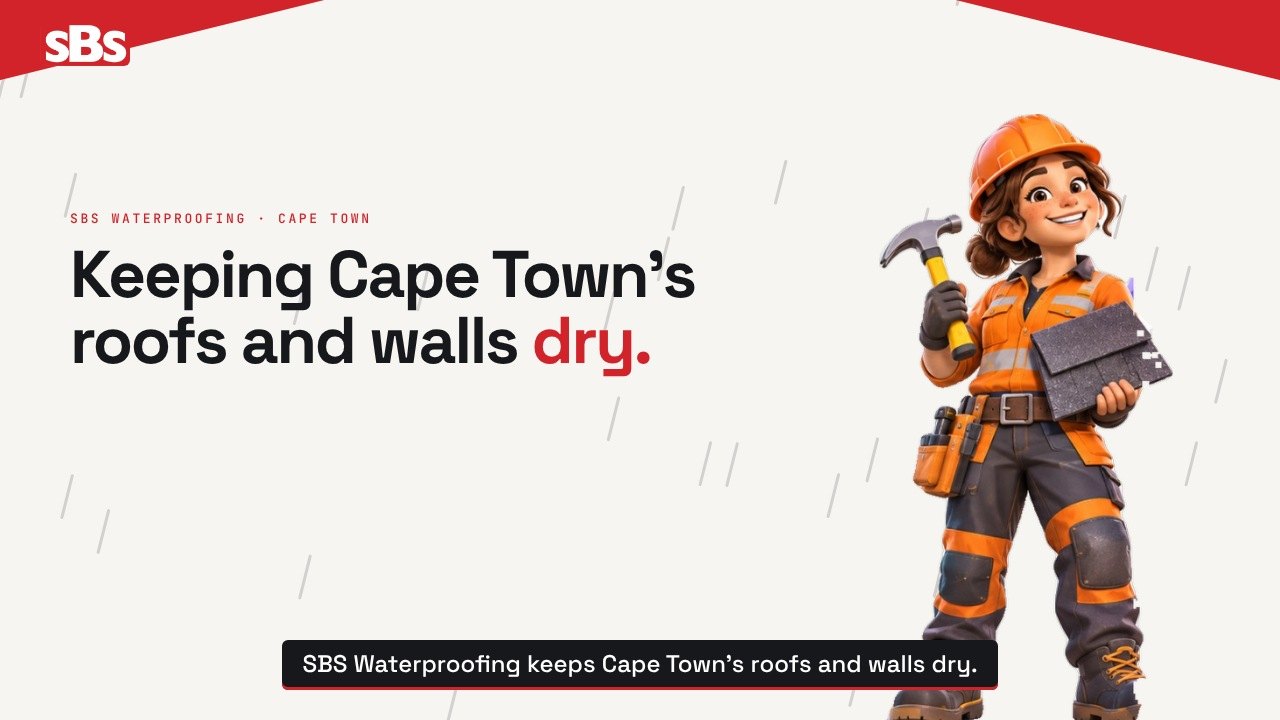 sBs
SBS WATERPROOFING · CAPE TOWN
Keeping Cape Town’s
roofs and walls dry.
SBS Waterproofing keeps Cape Town’s roofs and walls dry.